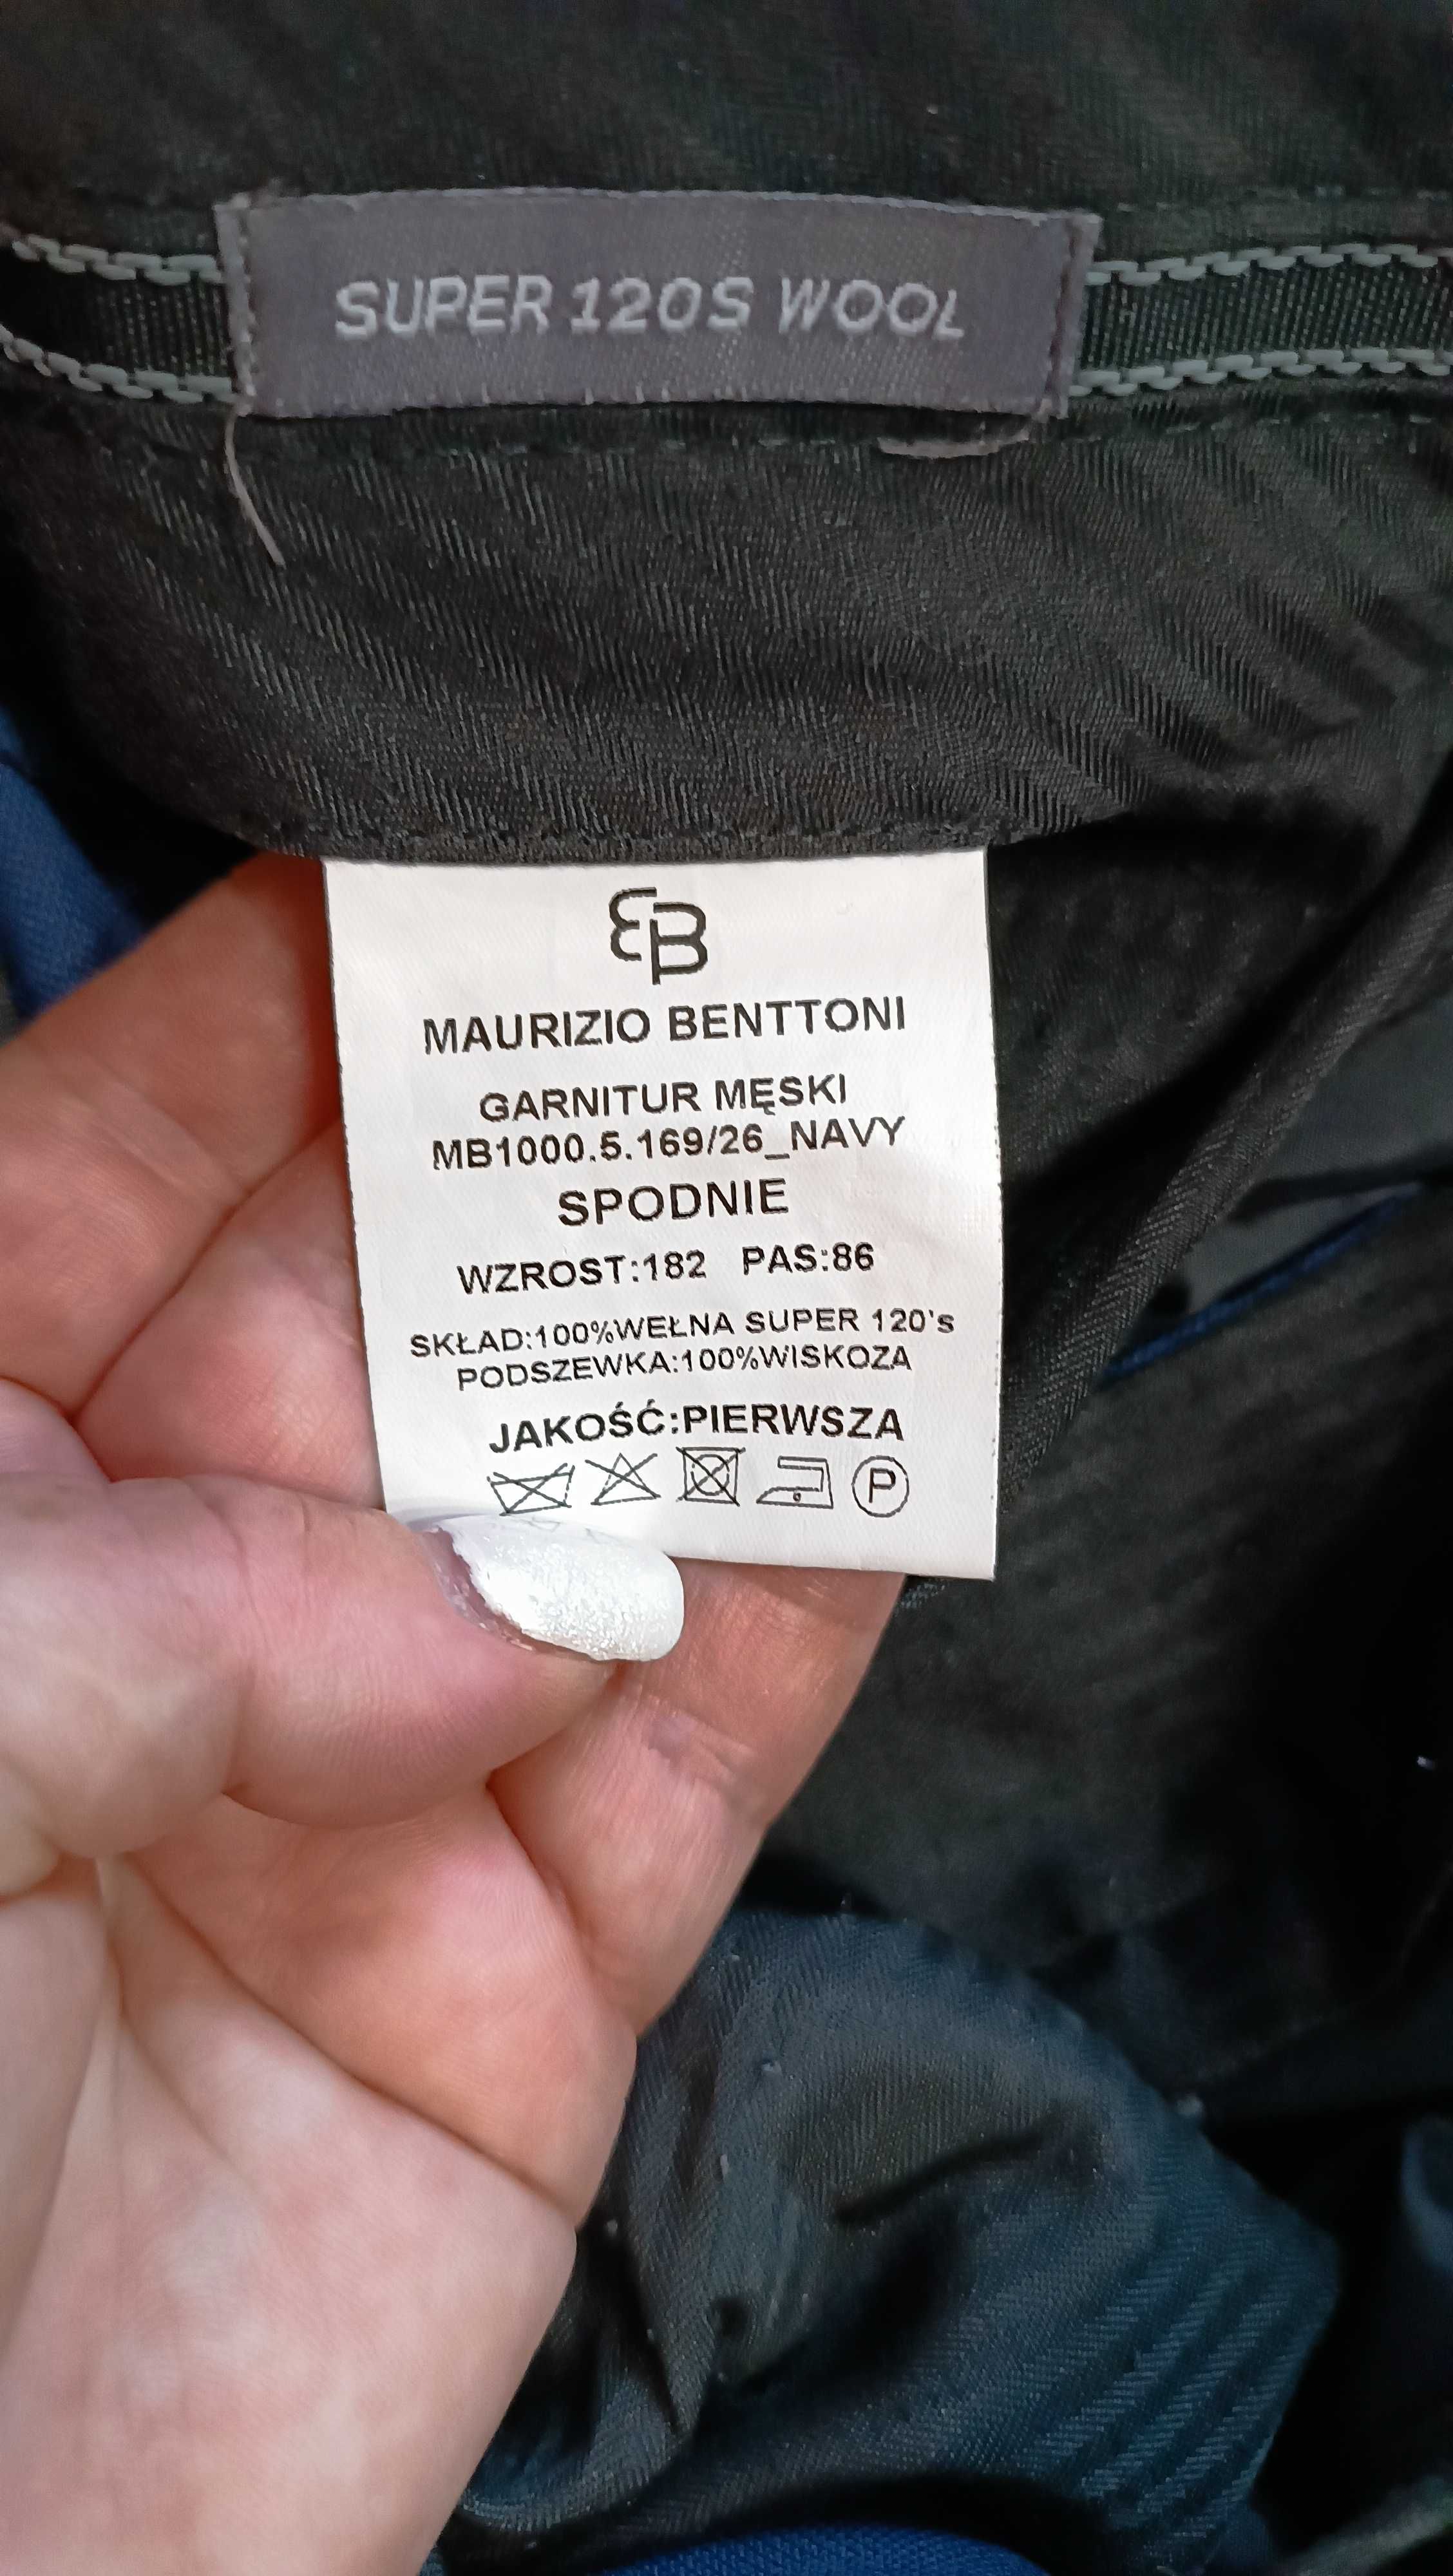 SUPER 120S WOOL
MAURIZIO BENTTONI
GARNITUR MĘSKI
MB1000.5.169/26_NAVY
SPODNIE
WZROST:182 PAS:86
SKŁAD:100%WEŁNA SUPER 120's
PODSZEWKA:100%WISKOZA
JAKOŚĆ:PIERWSZA
P